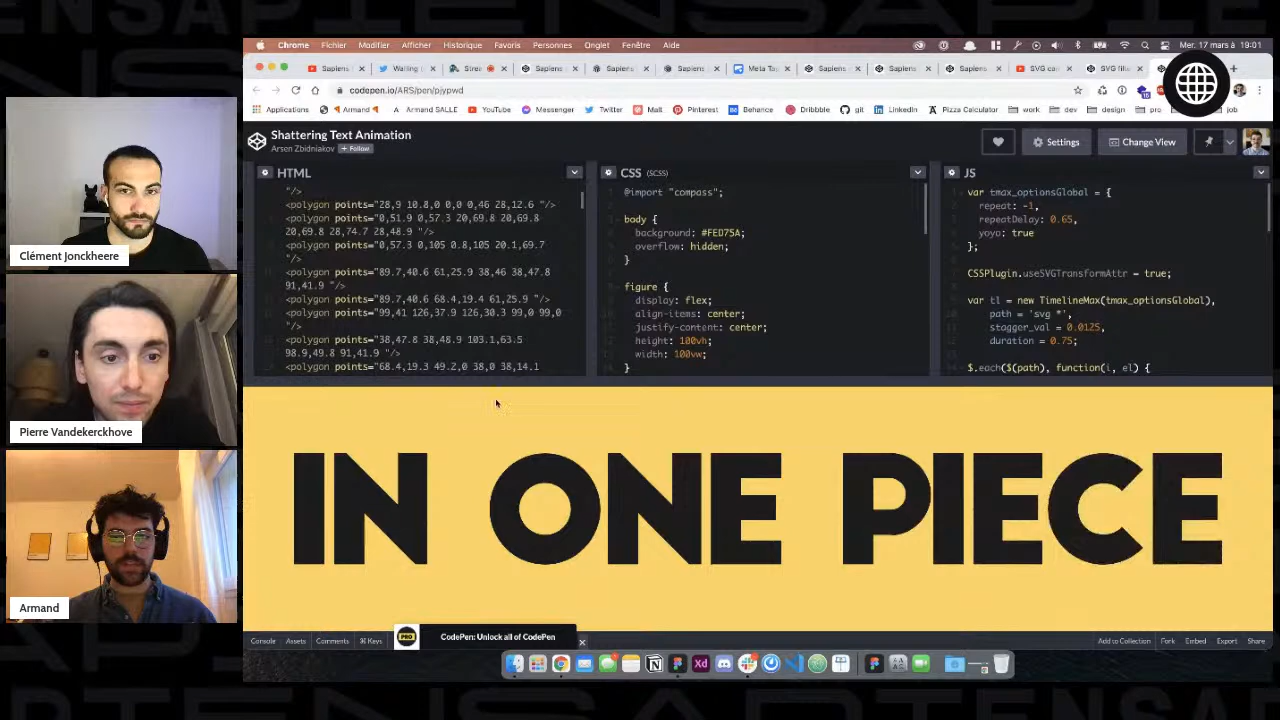 Chrome Fichier Modifier Afficher Historique Favoris Personnes Onglet Fenêtre Aide
Mer. 17 mars à 19:01
codepen.io/ARS/pen/pjypwd
Applications Armand Armand SALLE YouTube Messenger Twitter Malt Pinterest Behance Dribbble git LinkedIn Pizza Calculator work dev design pro job
Shattering Text Animation
Arsen Zbidniakov + Follow
Settings
Change View
HTML
"/>
<polygon points="28,9 10.8,0 0,0 0,46 28,12.6 "/>
<polygon points="0,51.9 0,57.3 20,69.8 20,69.8
20,69.8 28,74.7 28,48.9 "/>
<polygon points="0,57.3 0,105 0.8,105 20.1,69.7
"/>
<polygon points="89.7,40.6 61,25.9 38,46 38,47.8
91,41.9 "/>
<polygon points="89.7,40.6 68.4,19.4 61,25.9 "/>
<polygon points="99,41 126,37.9 126,30.3 99,0 99,0
"/>
<polygon points="38,47.8 38,48.9 103.1,63.5
98.9,49.8 91,41.9 "/>
<polygon points="68.4,19.3 49.2,0 38,0 38,14.1
CSS (SCSS)
@import "compass";
body {
background: #FED75A;
overflow: hidden;
}
figure {
display: flex;
align-items: center;
justify-content: center;
height: 100vh;
width: 100vw;
}
JS
var tmax_optionsGlobal = {
repeat: -1,
repeatDelay: 0.65,
yoyo: true
};
CSSPlugin.useSVGTransformAttr = true;
var tl = new TimelineMax(tmax_optionsGlobal),
path = 'svg *',
stagger_val = 0.0125,
duration = 0.75;
$.each($(path), function(i, el) {
IN ONE PIECE
Console Assets Comments ⌘ Keys
PRO
CodePen: Unlock all of CodePen
Add to Collection Fork Embed Export Share
Clément Jonckheere
Pierre Vandekerckhove
Armand